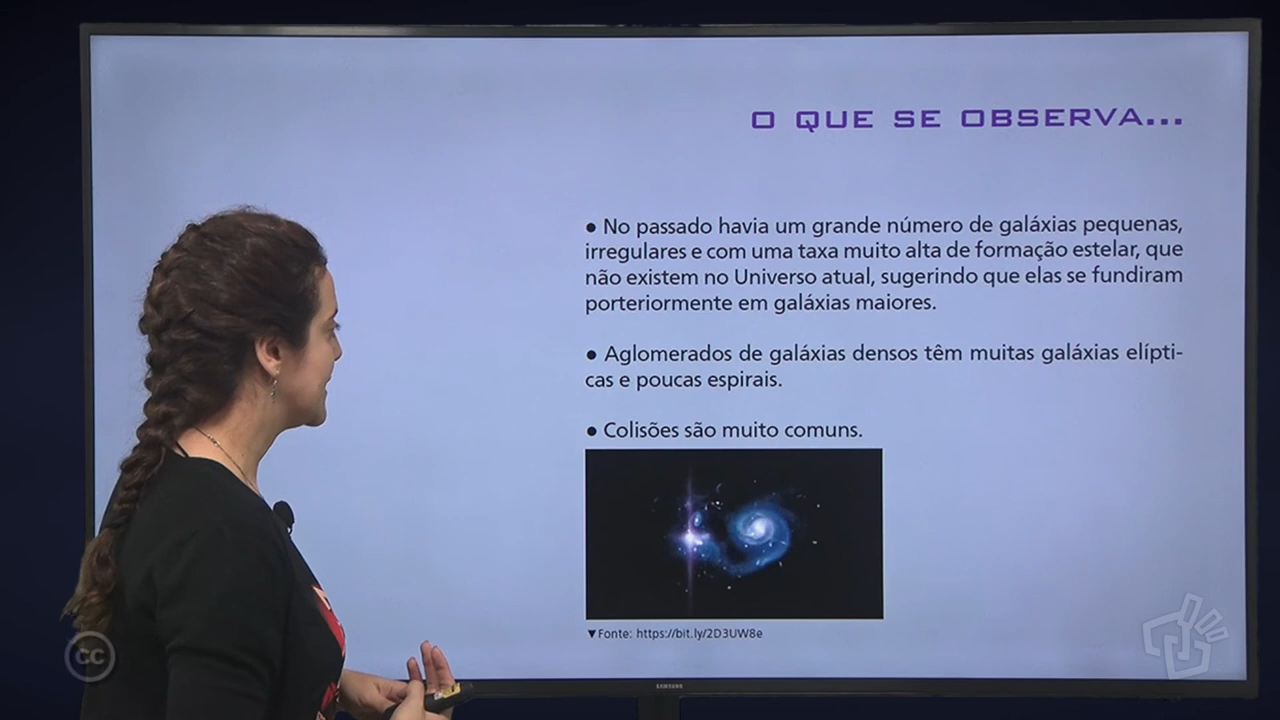 O QUE SE OBSERVA...
● No passado havia um grande número de galáxias pequenas,
irregulares e com uma taxa muito alta de formação estelar, que
não existem no Universo atual, sugerindo que elas se fundiram
porteriormente em galáxias maiores.
● Aglomerados de galáxias densos têm muitas galáxias elípti-
cas e poucas espirais.
● Colisões são muito comuns.
▼Fonte: https://bit.ly/2D3UW8e
SAMSUNG
cc